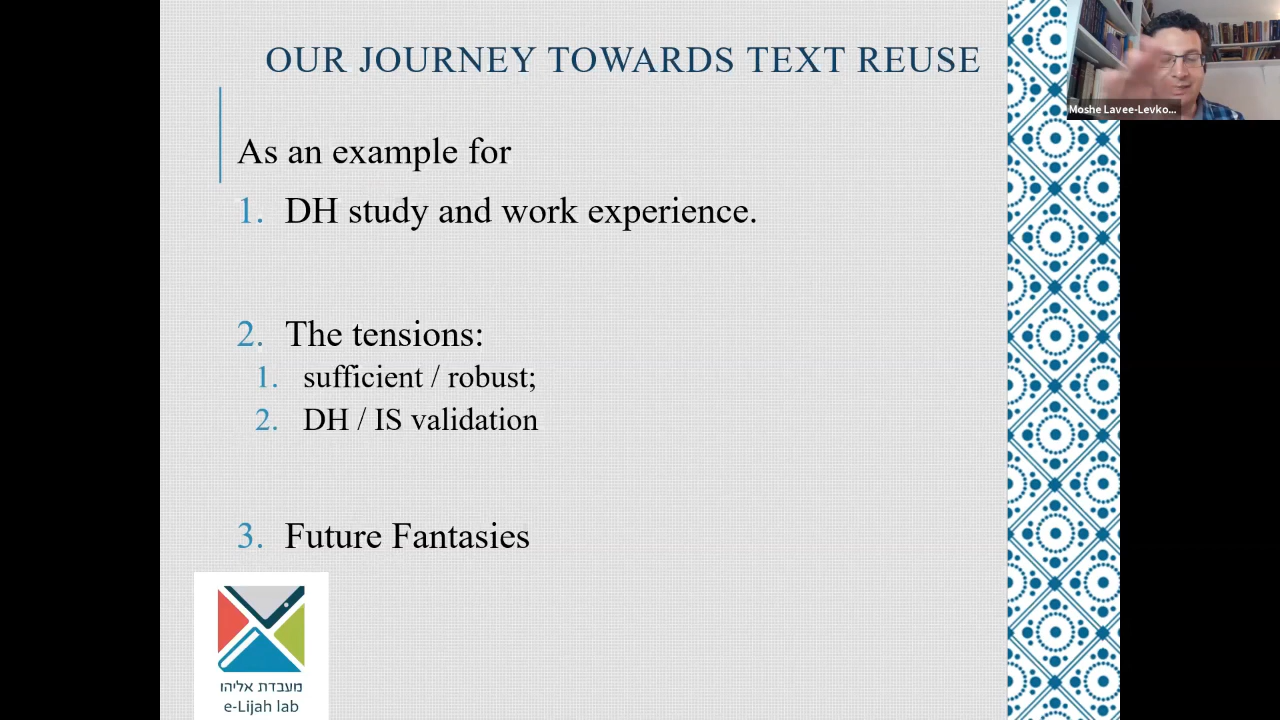 OUR JOURNEY TOWARDS TEXT REUSE
Moshe Lavee-Levko...
As an example for
1. DH study and work experience.
2. The tensions:
1. sufficient / robust;
2. DH / IS validation
3. Future Fantasies
מעבדת אליהו
e-Lijah lab